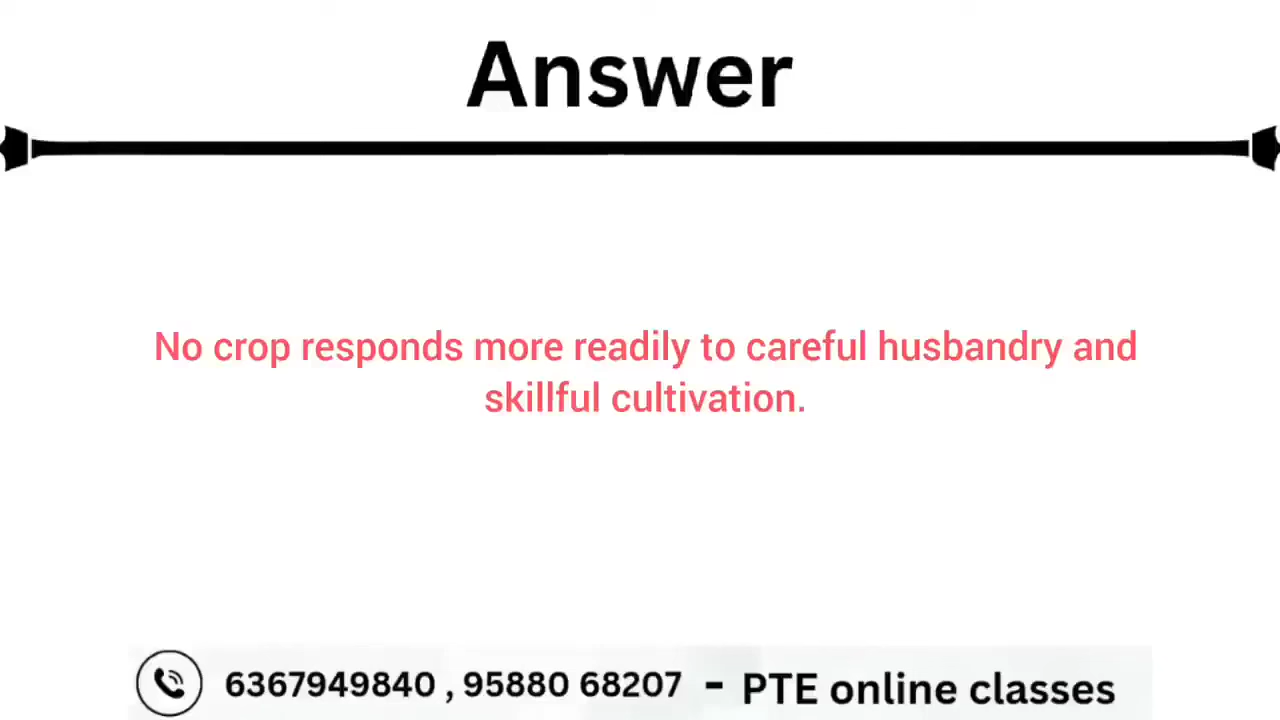 Answer
No crop responds more readily to careful husbandry and
skillful cultivation.
6367949840 , 95880 68207 - PTE online classes